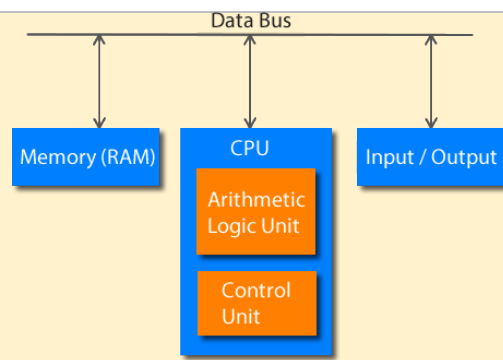 Data Bus
Memory (RAM)
CPU
Input / Output
Arithmetic
Logic Unit
Control
Unit